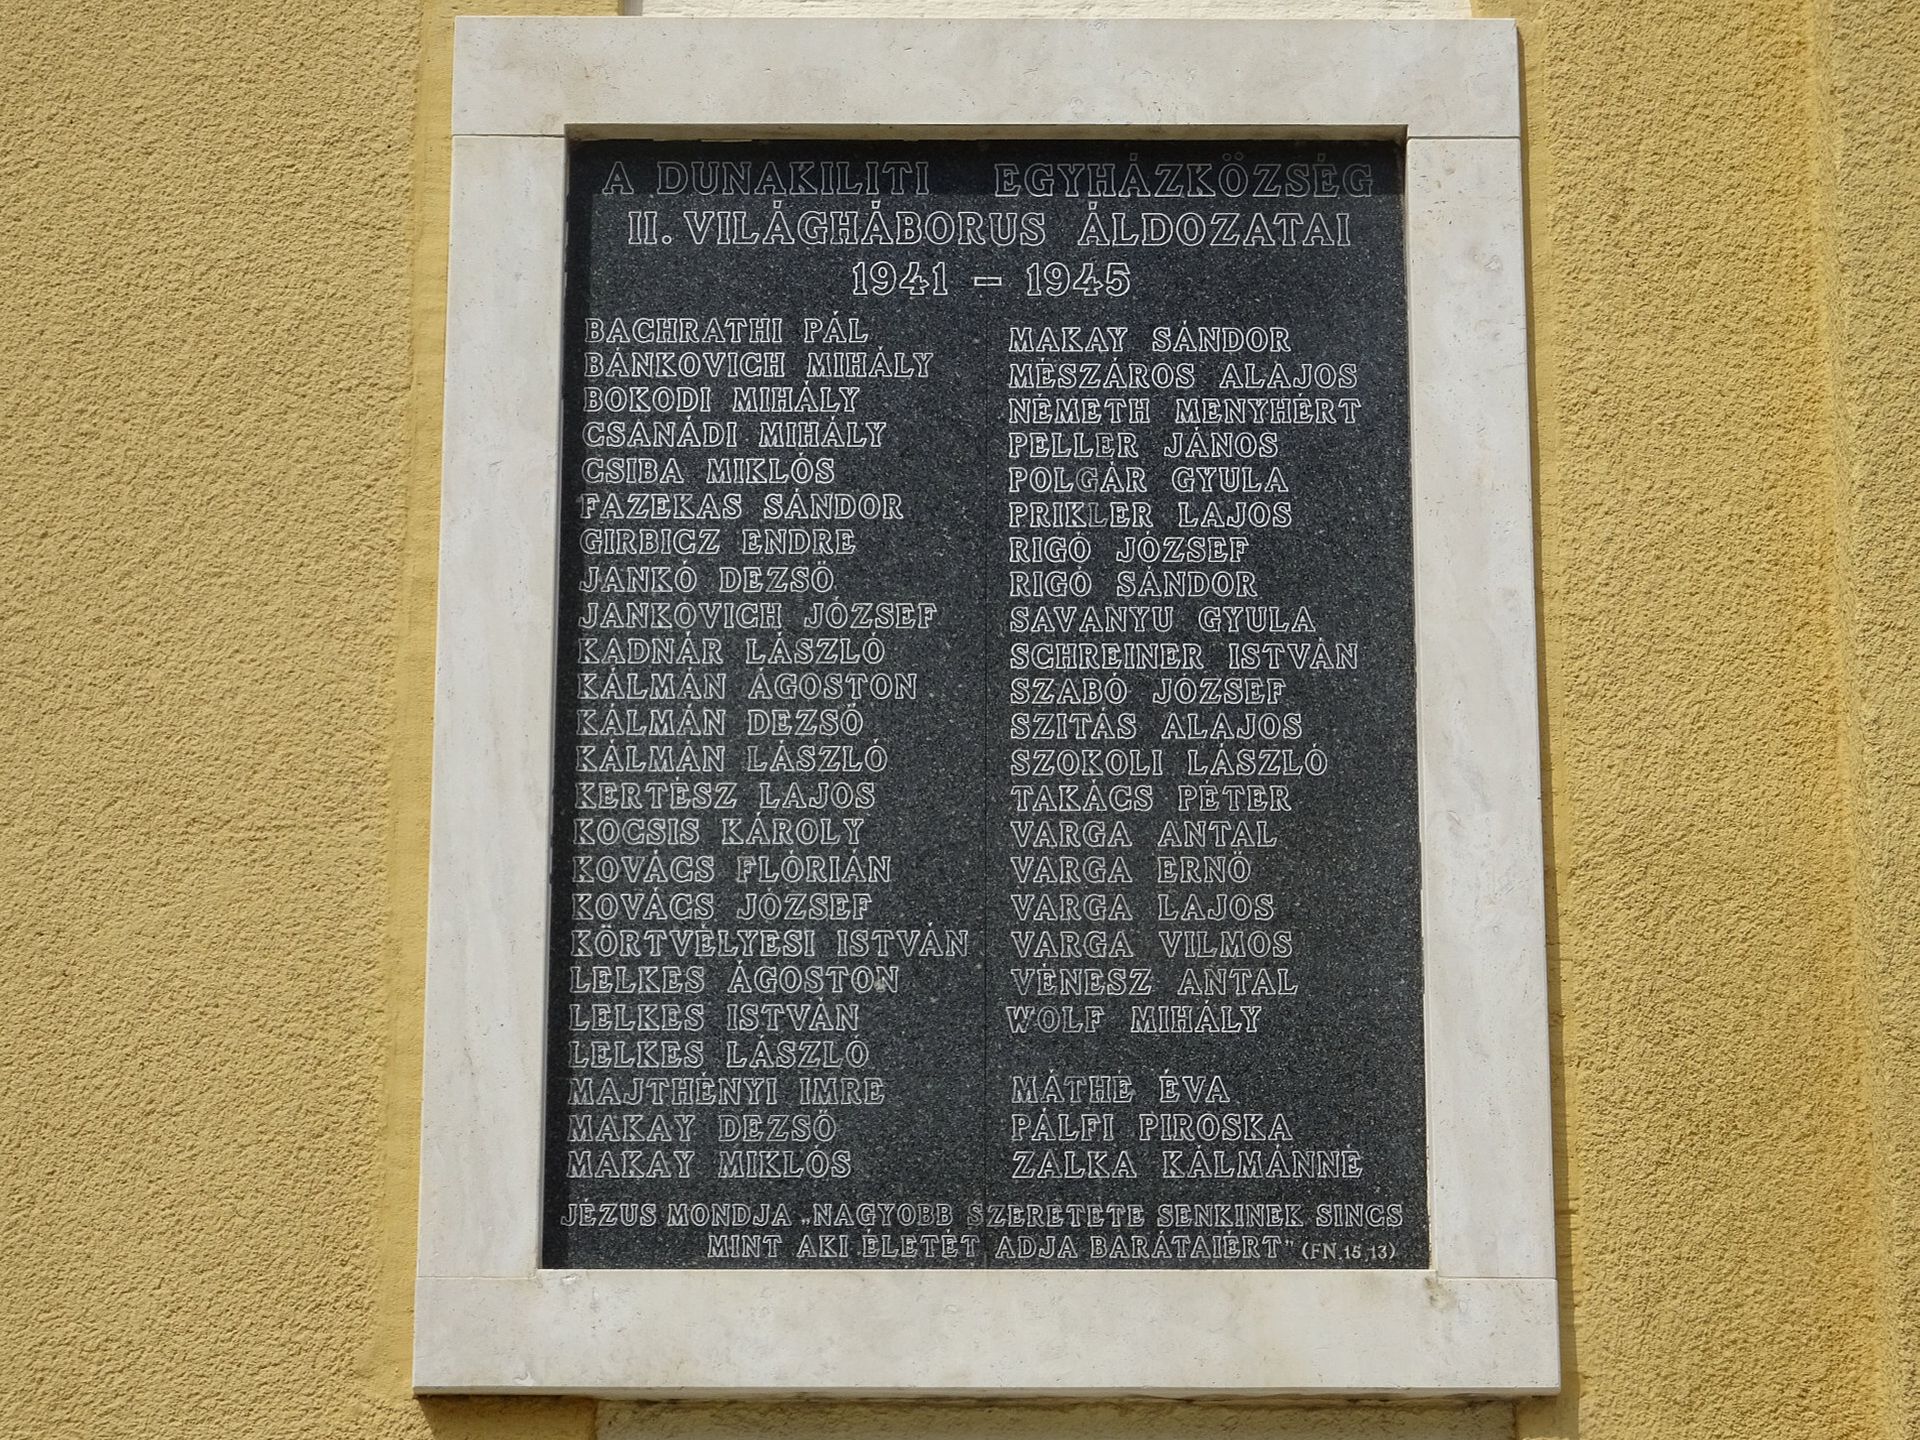 A DUNAKILITI EGYHÁZKÖZSÉG
II. VILÁGHÁBORUS ÁLDOZATAI
1941 – 1945
BACHRATHI PÁL
BÁNKOVICH MIHÁLY
BOKODI MIHÁLY
CSANÁDI MIHÁLY
CSIBA MIKLÓS
FAZEKAS SÁNDOR
GIRBICZ ENDRE
JANKÓ DEZSŐ
JANKOVICH JÓZSEF
KADNÁR LÁSZLÓ
KÁLMÁN ÁGOSTON
KÁLMÁN DEZSŐ
KÁLMÁN LÁSZLÓ
KERTÉSZ LAJOS
KOCSIS KÁROLY
KOVÁCS FLÓRIÁN
KOVÁCS JÓZSEF
KÖRTVÉLYESI ISTVÁN
LELKES ÁGOSTON
LELKES ISTVÁN
LELKES LÁSZLÓ
MAJTHÉNYI IMRE
MAKAY DEZSŐ
MAKAY MIKLÓS
MAKAY SÁNDOR
MÉSZÁROS ALAJOS
NÉMETH MENYHÉRT
PELLER JÁNOS
POLGÁR GYULA
PRIKLER LAJOS
RIGÓ JÓZSEF
RIGÓ SÁNDOR
SAVANYU GYULA
SCHREINER ISTVÁN
SZABÓ JÓZSEF
SZITÁS ALAJOS
SZOKOLI LÁSZLÓ
TAKÁCS PÉTER
VARGA ANTAL
VARGA ERNŐ
VARGA LAJOS
VARGA VILMOS
VÉNESZ ANTAL
WOLF MIHÁLY
MÁTHÉ ÉVA
PÁLFI PIROSKA
ZALKA KÁLMÁNNÉ
JÉZUS MONDJA „NAGYOBB SZERETETE SENKINEK SINCS
MINT AKI ÉLETÉT ADJA BARÁTAIÉRT” (FN. 15, 13)